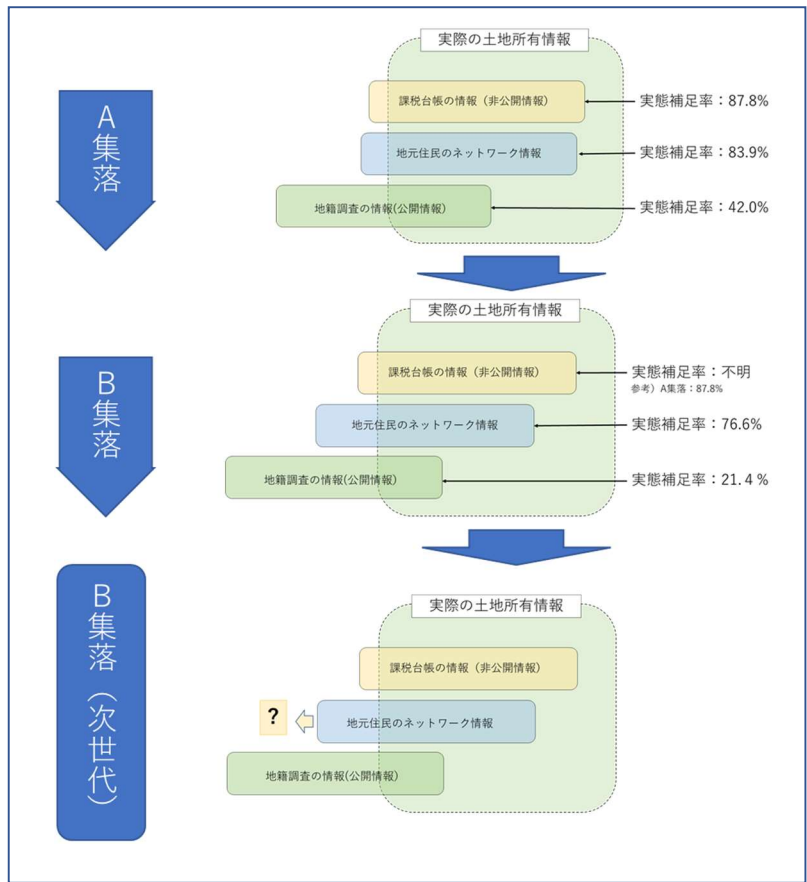 A集落
実際の土地所有情報
課税台帳の情報（非公開情報）
実態補足率：87.8%
地元住民のネットワーク情報
実態補足率：83.9%
地籍調査の情報(公開情報)
実態補足率：42.0%
B集落
実際の土地所有情報
課税台帳の情報（非公開情報）
実態補足率：不明
参考）A集落：87.8%
地元住民のネットワーク情報
実態補足率：76.6%
地籍調査の情報(公開情報)
実態補足率：21.4％
B集落（次世代）
実際の土地所有情報
課税台帳の情報（非公開情報）
?
地元住民のネットワーク情報
地籍調査の情報(公開情報)